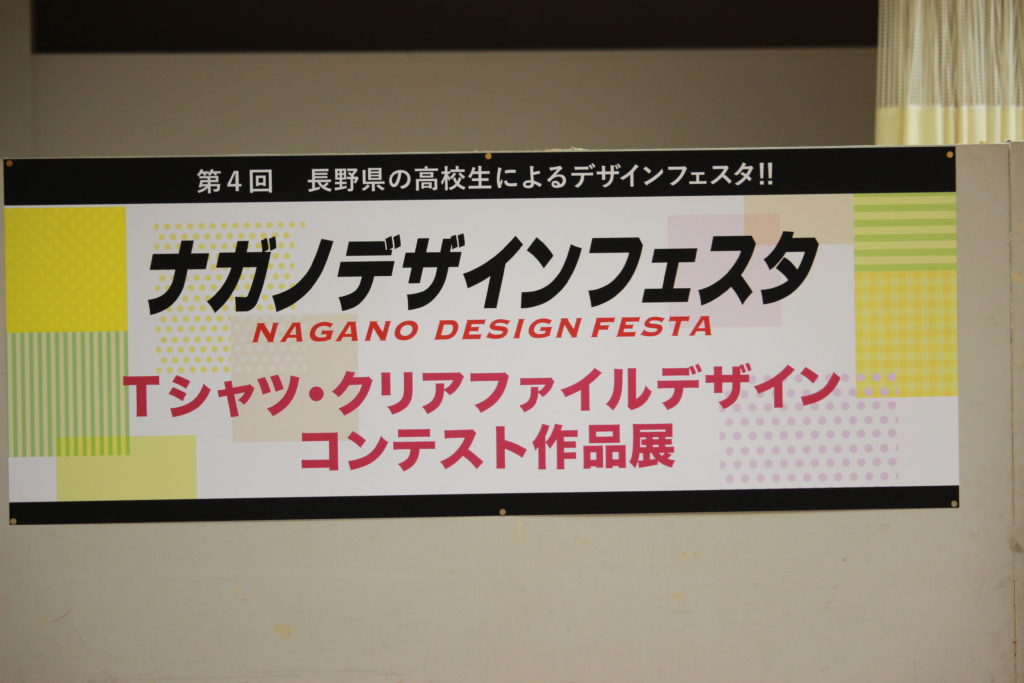 第4回　長野県の高校生によるデザインフェスタ!!
ナガノデザインフェスタ
NAGANO DESIGN FESTA
Tシャツ・クリアファイルデザイン
コンテスト作品展